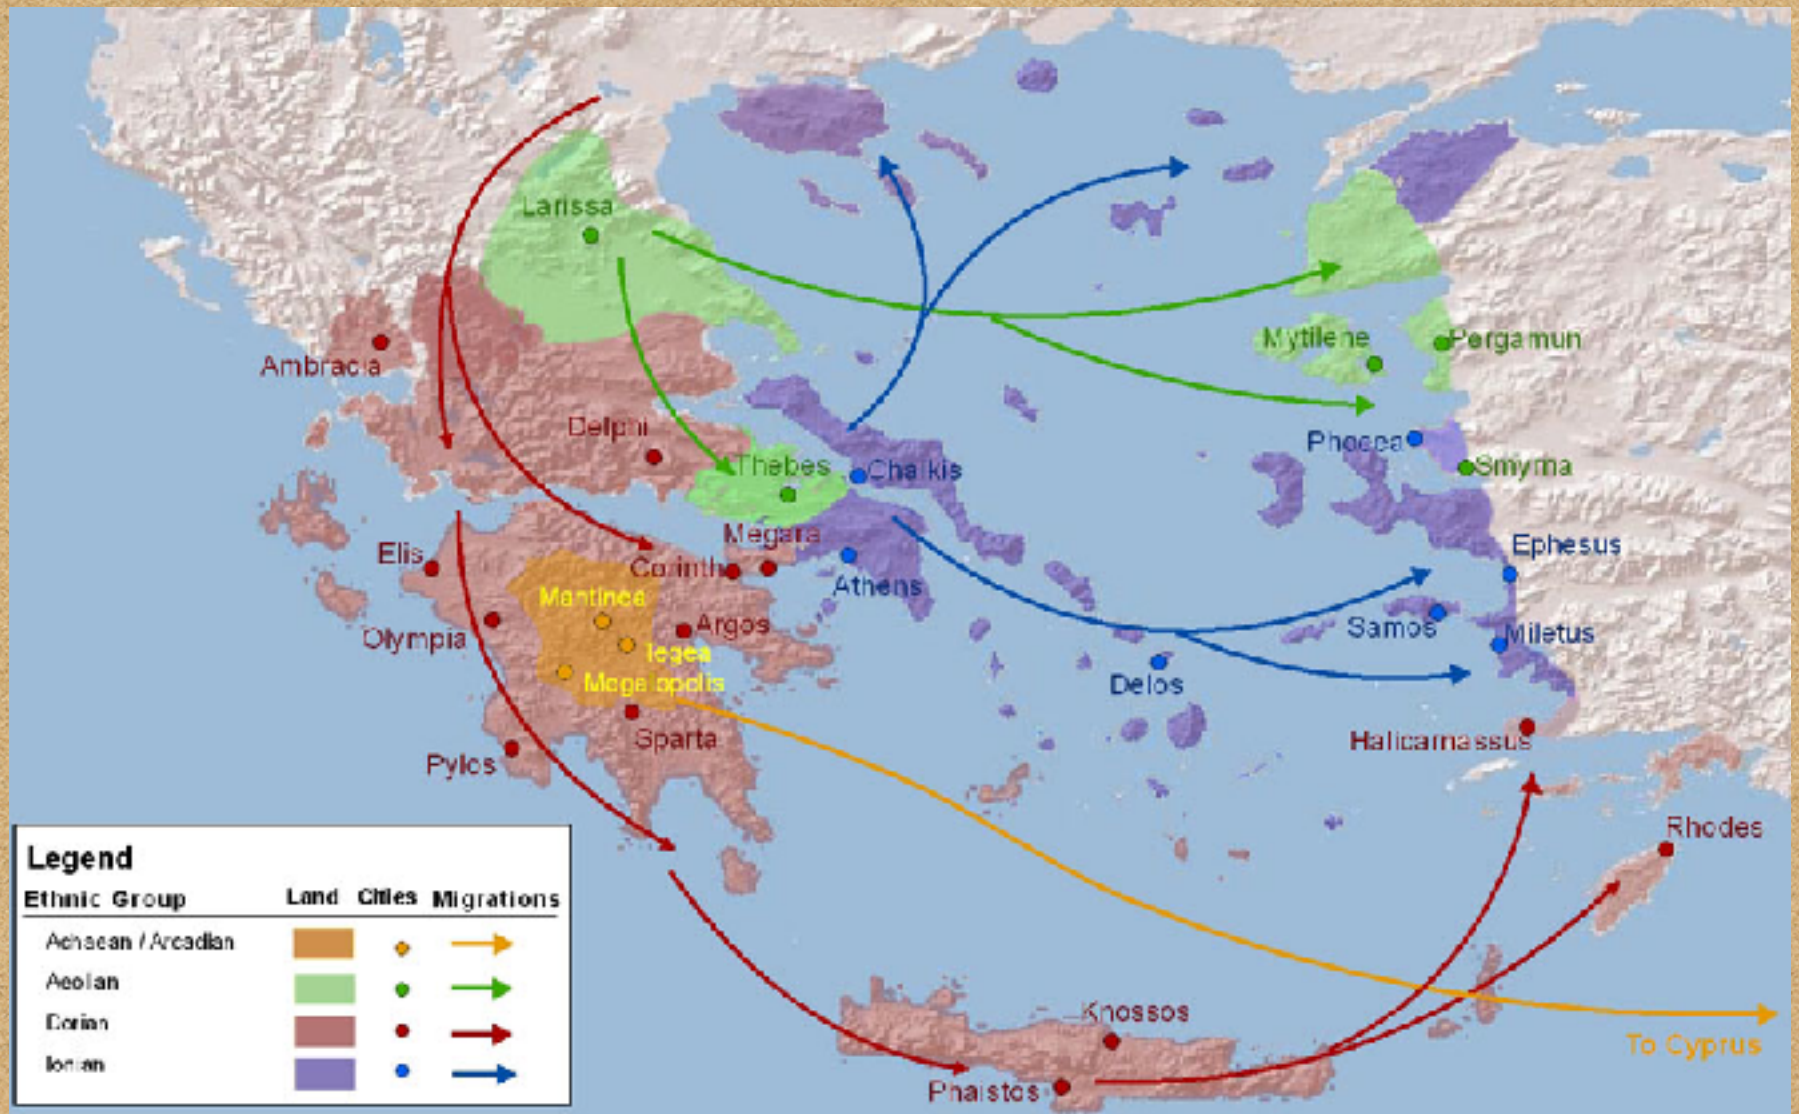 Larissa
Ambracia
Mytilene
Pergamun
Delphi
Thebes
Chalkis
Phocea
Smyrna
Megara
Elis
Corinth
Athens
Ephesus
Mantinea
Olympia
Argos
Tegea
Samos
Miletus
Megalopolis
Delos
Sparta
Pylos
Halicarnassus
Rhodes
Knossos
To Cyprus
Phaistos
Legend
Ethnic Group Land Cities Migrations
Achaean / Arcadian
Aeolian
Dorian
Ionian